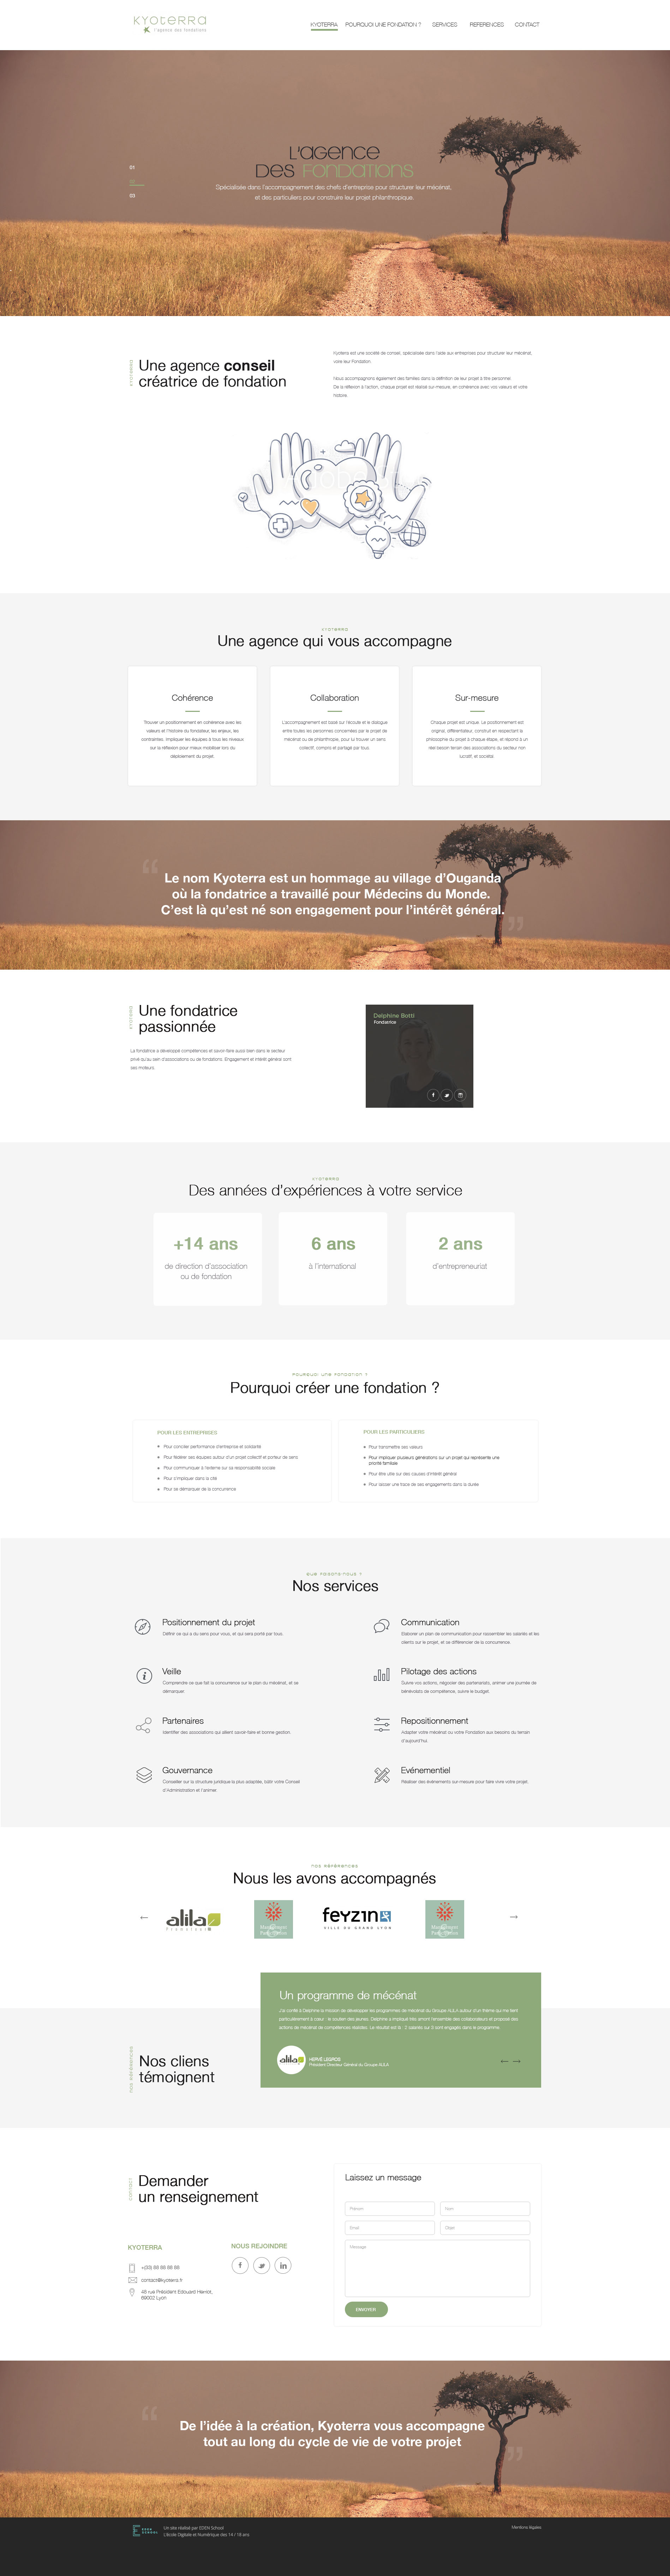 KYOTERRA
l'agence des fondations
KYOTERRA
POURQUOI UNE FONDATION ?
SERVICES
REFERENCES
CONTACT
01
03
L'AGENCE
DES FONDATIONS
Spécialisée dans l'accompagnement des chefs d'entreprise pour structurer leur mécénat,
et des particuliers pour construire leur projet philanthropique.
KYOTERRA
Une agence conseil
créatrice de fondation
Kyoterra est une société de conseil, spécialisée dans l'aide aux entreprises pour structurer leur mécénat,
voire leur Fondation.
Nous accompagnons également des familles dans la définition de leur projet à titre personnel.
De la réflexion à l'action, chaque projet est réalisé sur-mesure, en cohérence avec vos valeurs et votre
histoire.
KYOTERRA
Une agence qui vous accompagne
Cohérence
Trouver un positionnement en cohérence avec les
valeurs et l'histoire du fondateur, les enjeux, les
contraintes. Impliquer les équipes à tous les niveaux
sur la réflexion pour mieux mobiliser lors du
déploiement du projet.
Collaboration
L'accompagnement est basé sur l'écoute et le dialogue
entre toutes les personnes concernées par le projet de
mécénat ou de philanthropie, pour lui trouver un sens
collectif, compris et partagé par tous.
Sur-mesure
Chaque projet est unique. Le positionnement est
original, différentiateur, construit en respectant la
philosophie du projet à chaque étape, et répond à un
réel besoin terrain des associations du secteur non
lucratif, et sociétal.
“
Le nom Kyoterra est un hommage au village d'Ouganda
où la fondatrice a travaillé pour Médecins du Monde.
C'est là qu'est né son engagement pour l'intérêt général.
”
KYOTERRA
Une fondatrice
passionnée
La fondatrice a développé compétences et savoir-faire aussi bien dans le secteur
privé qu'au sein d'associations ou de fondations. Engagement et intérêt général sont
ses moteurs.
Delphine Botti
Fondatrice
KYOTERRA
Des années d'expériences à votre service
+14 ans
de direction d'association
ou de fondation
6 ans
à l'international
2 ans
d'entrepreneuriat
POURQUOI UNE FONDATION ?
Pourquoi créer une fondation ?
POUR LES ENTREPRISES
Pour concilier performance d'entreprise et solidarité
Pour fédérer ses équipes autour d'un projet collectif et porteur de sens
Pour communiquer à l'externe sur sa responsabilité sociale
Pour s'impliquer dans la cité
Pour se démarquer de la concurrence
POUR LES PARTICULIERS
Pour transmettre ses valeurs
Pour impliquer plusieurs générations sur un projet qui représente une
priorité familiale
Pour être utile sur des causes d'intérêt général
Pour laisser une trace de ses engagements dans la durée
QUE FAISONS-NOUS ?
Nos services
Positionnement du projet
Définir ce qui a du sens pour vous, et qui sera porté par tous.
Communication
Elaborer un plan de communication pour rassembler les salariés et les
clients sur le projet, et se différencier de la concurrence.
Veille
Comprendre ce que fait la concurrence sur le plan du mécénat, et se
démarquer.
Pilotage des actions
Suivre vos actions, négocier des partenariats, animer une journée de
bénévolats de compétence, suivre le budget.
Partenaires
Identifier des associations qui allient savoir-faire et bonne gestion.
Repositionnement
Adapter votre mécénat ou votre Fondation aux besoins du terrain
d'aujourd'hui.
Gouvernance
Conseiller sur la structure juridique la plus adaptée, bâtir votre Conseil
d'Administration et l'animer.
Evénementiel
Réaliser des événements sur-mesure pour faire vivre votre projet.
NOS RÉFÉRENCES
Nous les avons accompagnés
alila
feyzin
VILLE DU GRAND LYON
Un programme de mécénat
NOS RÉFÉRENCES
Nos cliens
témoignent
J'ai confié à Delphine la mission de développer les programmes de mécénat du Groupe ALILA autour d'un thème qui me tient
particulièrement à cœur : le soutien des jeunes. Delphine a impliqué très amont l'ensemble des collaborateurs et proposé des
actions de mécénat de compétences réalistes. Le résultat est là : 2 salariés sur 3 sont engagés dans le programme.
alila
HERVÉ LEGROS
Président Directeur Général du Groupe ALILA
CONTACT
Demander
un renseignement
KYOTERRA
+(33) 88 88 88 88
contact@kyoterra.fr
45 rue Président Edouard Herriot,
69002 Lyon
NOUS REJOINDRE
Laissez un message
Prénom
Nom
Email
Objet
Message
ENVOYER
“
De l'idée à la création, Kyoterra vous accompagne
tout au long du cycle de vie de votre projet
”
EDEN
SCHOOL
Un site réalisé par EDEN School
L'école Digitale et Numérique des 14 / 18 ans
Mentions légales